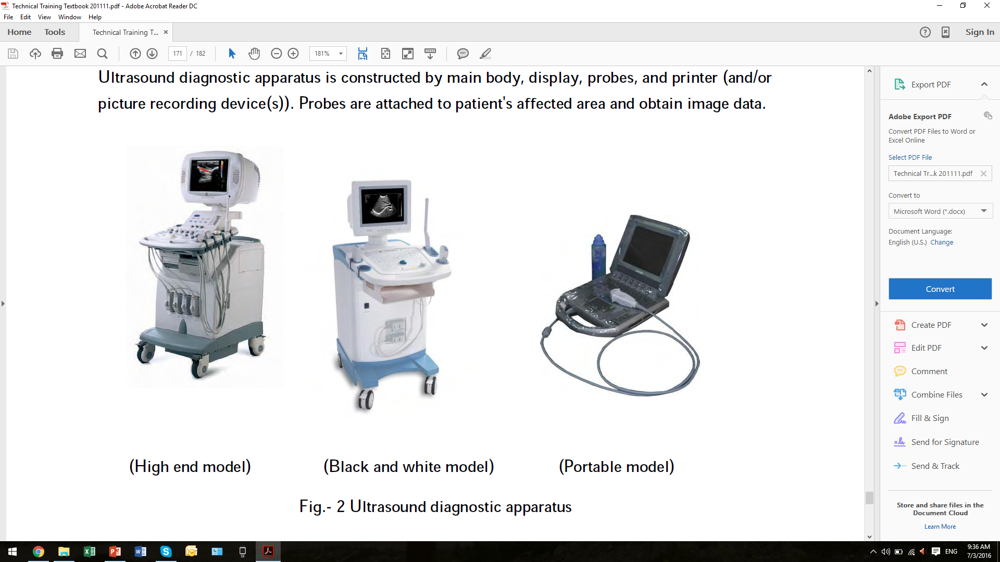 Technical Training Textbook 201111.pdf - Adobe Acrobat Reader DC
File Edit View Window Help
Home Tools Technical Training T...
Sign In
171 / 182
181%
Ultrasound diagnostic apparatus is constructed by main body, display, probes, and printer (and/or
picture recording device(s)). Probes are attached to patient's affected area and obtain image data.
(High end model) (Black and white model) (Portable model)
Fig.- 2 Ultrasound diagnostic apparatus
Export PDF
Adobe Export PDF
Convert PDF Files to Word or
Excel Online
Select PDF File
Technical Tr...k 201111.pdf
Convert to
Microsoft Word (*.docx)
Document Language:
English (U.S.) Change
Convert
Create PDF
Edit PDF
Comment
Combine Files
Fill & Sign
Send for Signature
Send & Track
Store and share files in the
Document Cloud
Learn More
ENG
9:36 AM
7/3/2016